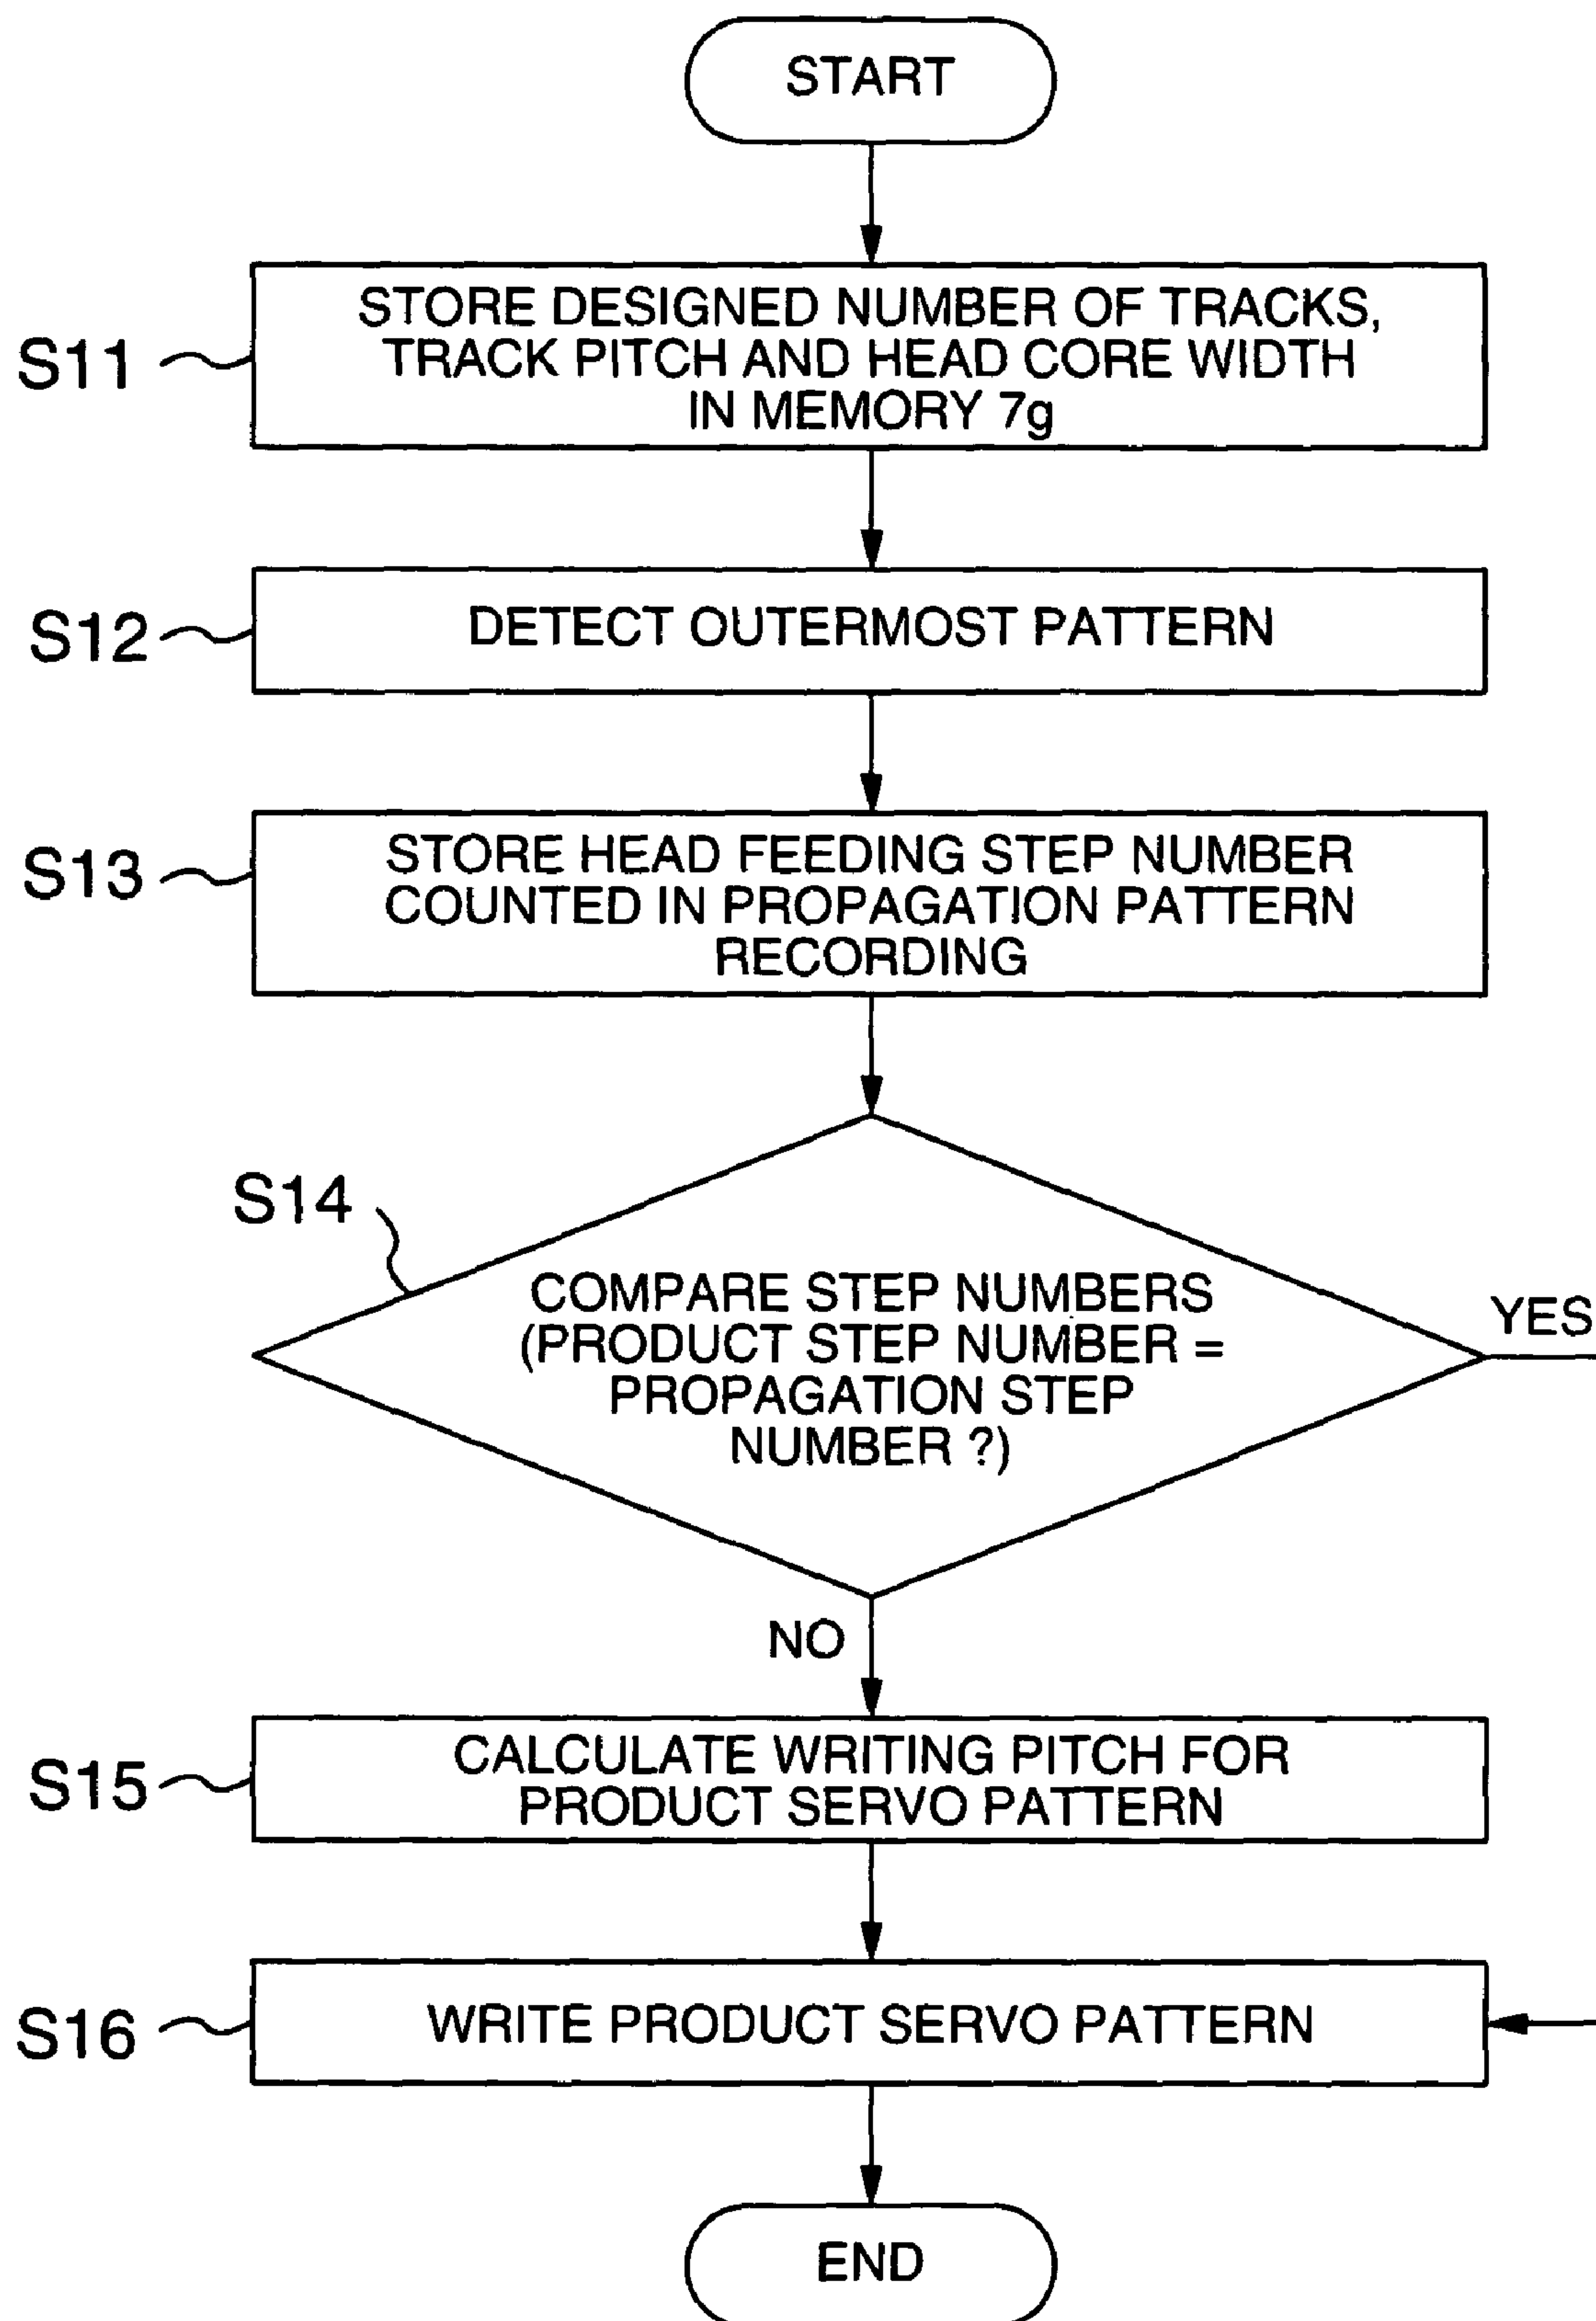 START
STORE DESIGNED NUMBER OF TRACKS,
TRACK PITCH AND HEAD CORE WIDTH
IN MEMORY 7g
S11
DETECT OUTERMOST PATTERN
S12
STORE HEAD FEEDING STEP NUMBER
COUNTED IN PROPAGATION PATTERN
RECORDING
S13
S14
COMPARE STEP NUMBERS
(PRODUCT STEP NUMBER =
PROPAGATION STEP
NUMBER ?)
YES
NO
CALCULATE WRITING PITCH FOR
PRODUCT SERVO PATTERN
S15
WRITE PRODUCT SERVO PATTERN
S16
END